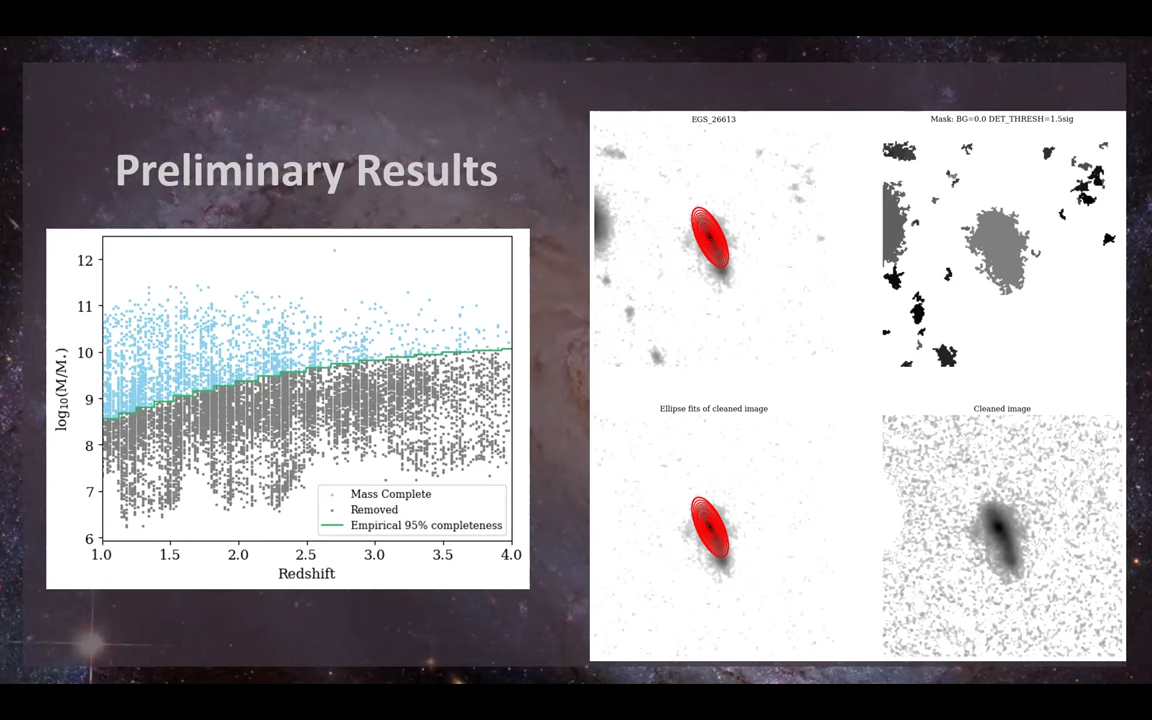 Preliminary Results
12
11
10
9
8
7
6
log₁₀(M/M.)
Mass Complete
Removed
Empirical 95% completeness
1.0 1.5 2.0 2.5 3.0 3.5 4.0
Redshift
EGS_26613
Mask: BG=0.0 DET_THRESH=1.5sig
Ellipse fits of cleaned image
Cleaned image